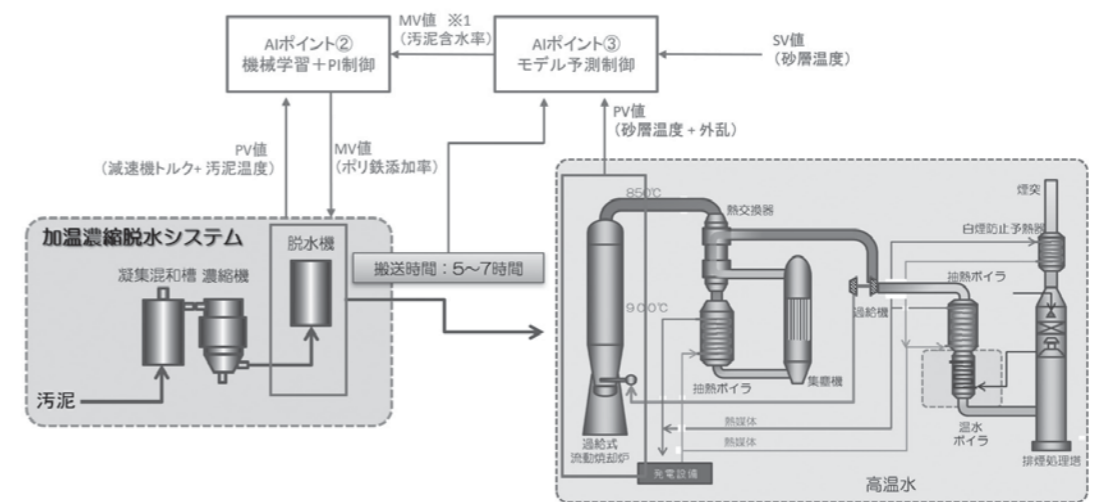 MV値 ※1
(汚泥含水率)
AIポイント②
機械学習+PI制御
AIポイント③
モデル予測制御
SV値
(砂層温度)
PV値
(砂層温度+外乱)
PV値
(減速機トルク+汚泥温度)
MV値
(ポリ鉄添加率)
加温濃縮脱水システム
脱水機
凝集混和槽
濃縮機
汚泥
搬送時間:5~7時間
850℃
熱交換器
煙突
白煙防止予熱器
抽熱ボイラ
900℃
過給機
抽熱ボイラ
集塵機
熱媒体
熱媒体
温水
ボイラ
過給式
流動焼却炉
発電設備
排煙処理塔
高温水